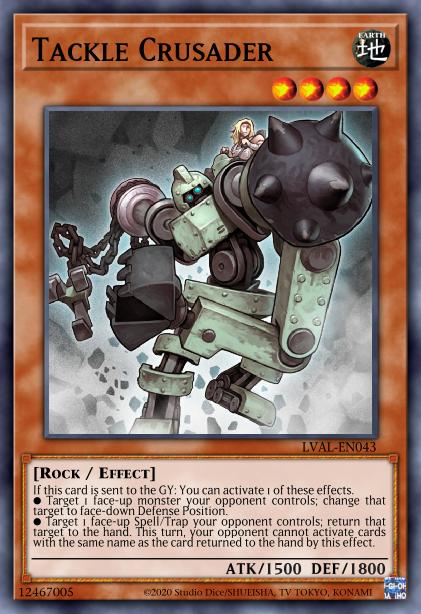 TACKLE CRUSADER
EARTH
地
LVAL-EN043
[ROCK / EFFECT]
If this card is sent to the GY: You can activate 1 of these effects.
● Target 1 face-up monster your opponent controls; change that
target to face-down Defense Position.
● Target 1 face-up Spell/Trap your opponent controls; return that
target to the hand. This turn, your opponent cannot activate cards
with the same name as the card returned to the hand by this effect.
ATK/1500 DEF/1800
12467005
©2020 Studio Dice/SHUEISHA, TV TOKYO, KONAMI